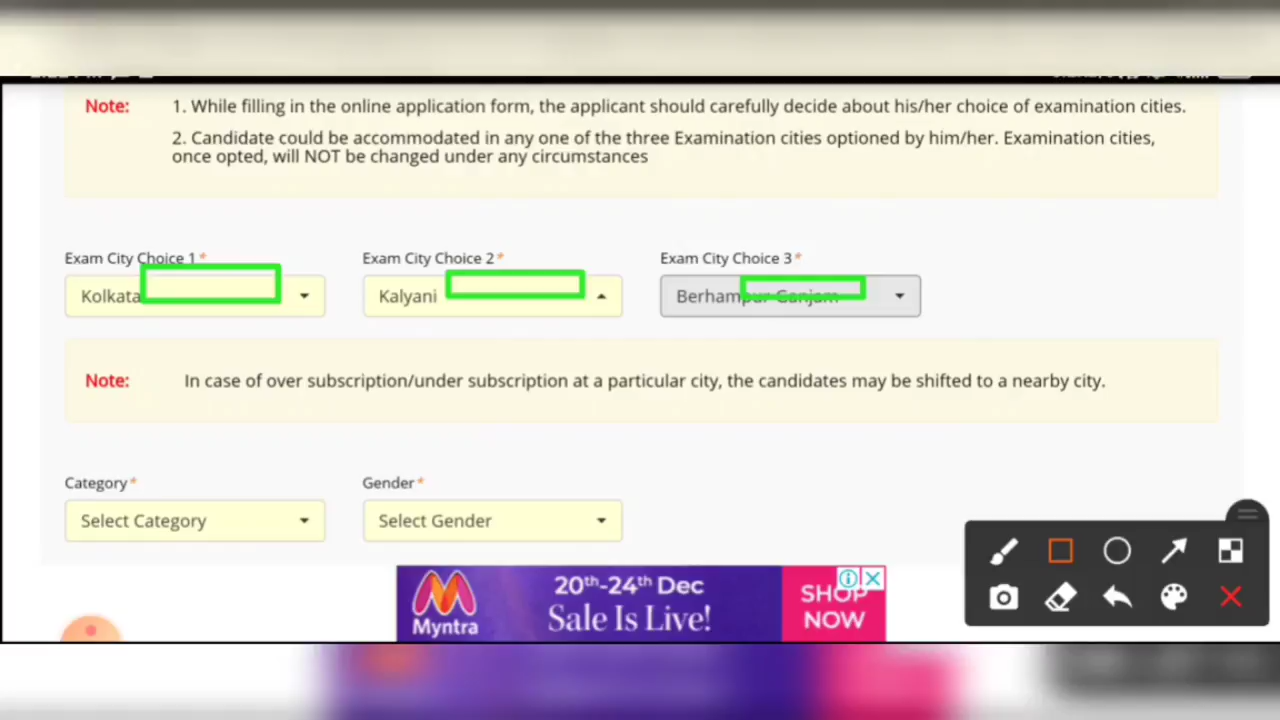 Note: 1. While filling in the online application form, the applicant should carefully decide about his/her choice of examination cities.
2. Candidate could be accommodated in any one of the three Examination cities optioned by him/her. Examination cities,
once opted, will NOT be changed under any circumstances
Exam City Choice 1* Exam City Choice 2* Exam City Choice 3*
Kolkata Kalyani Berhampur Ganjam
Note: In case of over subscription/under subscription at a particular city, the candidates may be shifted to a nearby city.
Category* Gender*
Select Category Select Gender
20th-24th Dec
Sale Is Live!
Myntra
SHOP
NOW